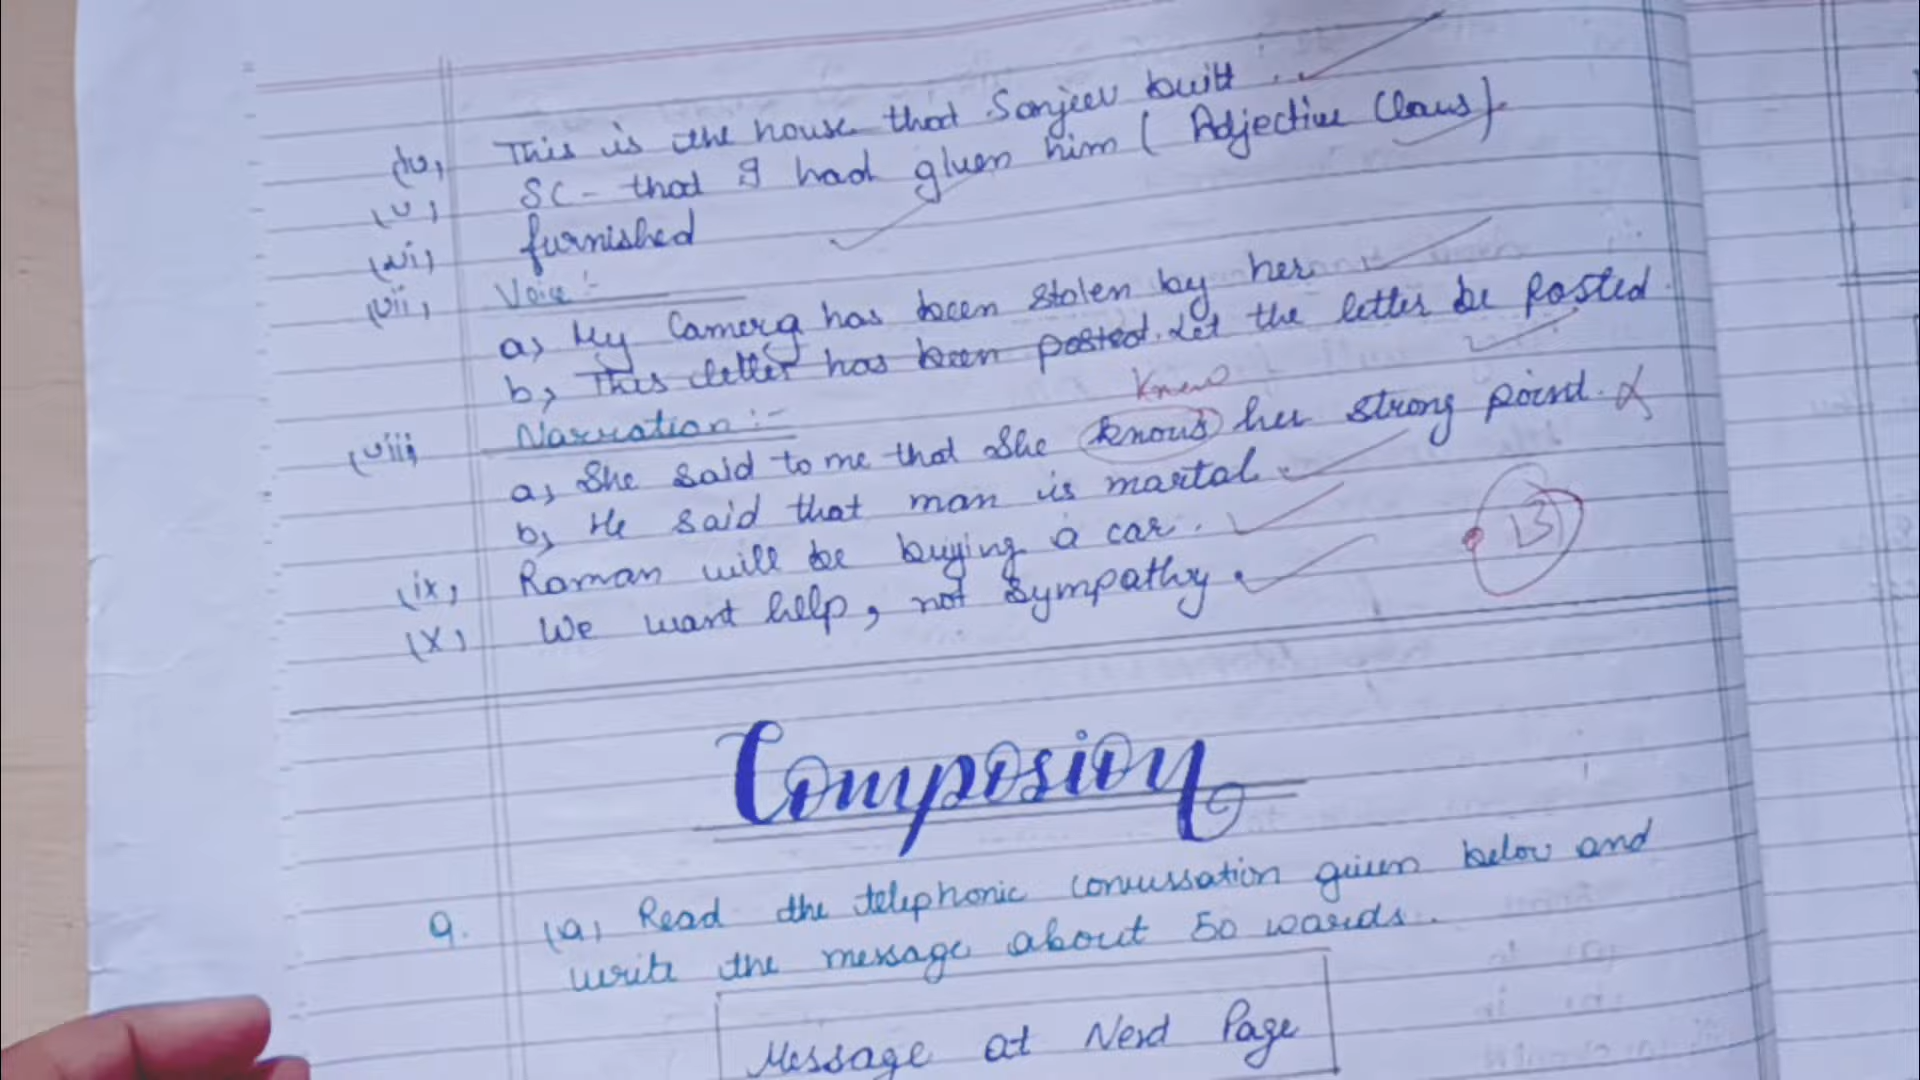 (iv) This is the house that Sanjeev built.
(v) SC - that I had given him (Adjective Claus)
(vi) furnished
(vii) Voice :-
a) My Camera has been stolen by her
b) This letter has been posted. Let the letter be Posted.
knew
(viii) Narration :-
a) She said to me that She knows her strong point.
b) He said that man is martal
(ix) Raman will be buying a car.
13
(x) We want help, not Sympathy.
Composion
9. (a) Read the telephonic conversation given below and
write the message about 50 words.
Message at Next Page